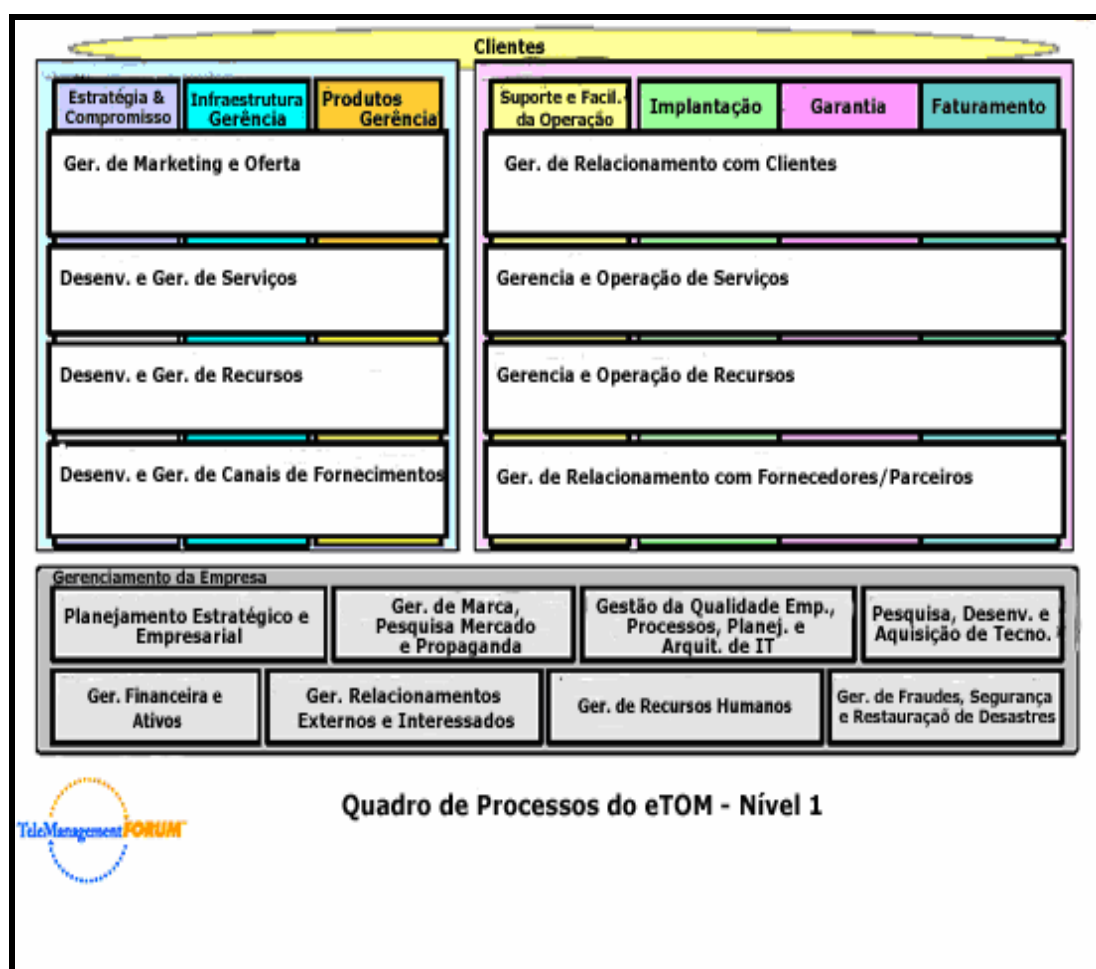 Clientes
Estratégia &
Compromisso
Infraestrutura
Gerência
Produtos
Gerência
Suporte e Facil.
da Operação
Implantação
Garantia
Faturamento
Ger. de Marketing e Oferta
Ger. de Relacionamento com Clientes
Desenv. e Ger. de Serviços
Gerencia e Operação de Serviços
Desenv. e Ger. de Recursos
Gerencia e Operação de Recursos
Desenv. e Ger. de Canais de Fornecimentos
Ger. de Relacionamento com Fornecedores/Parceiros
Gerenciamento da Empresa
Planejamento Estratégico e
Empresarial
Ger. de Marca,
Pesquisa Mercado
e Propaganda
Gestão da Qualidade Emp.,
Processos, Planej. e
Arquit. de IT
Pesquisa, Desenv. e
Aquisição de Tecno.
Ger. Financeira e
Ativos
Ger. Relacionamentos
Externos e Interessados
Ger. de Recursos Humanos
Ger. de Fraudes, Segurança
e Restauraçaõ de Desastres
Quadro de Processos do eTOM - Nível 1
TeleManagement FORUM